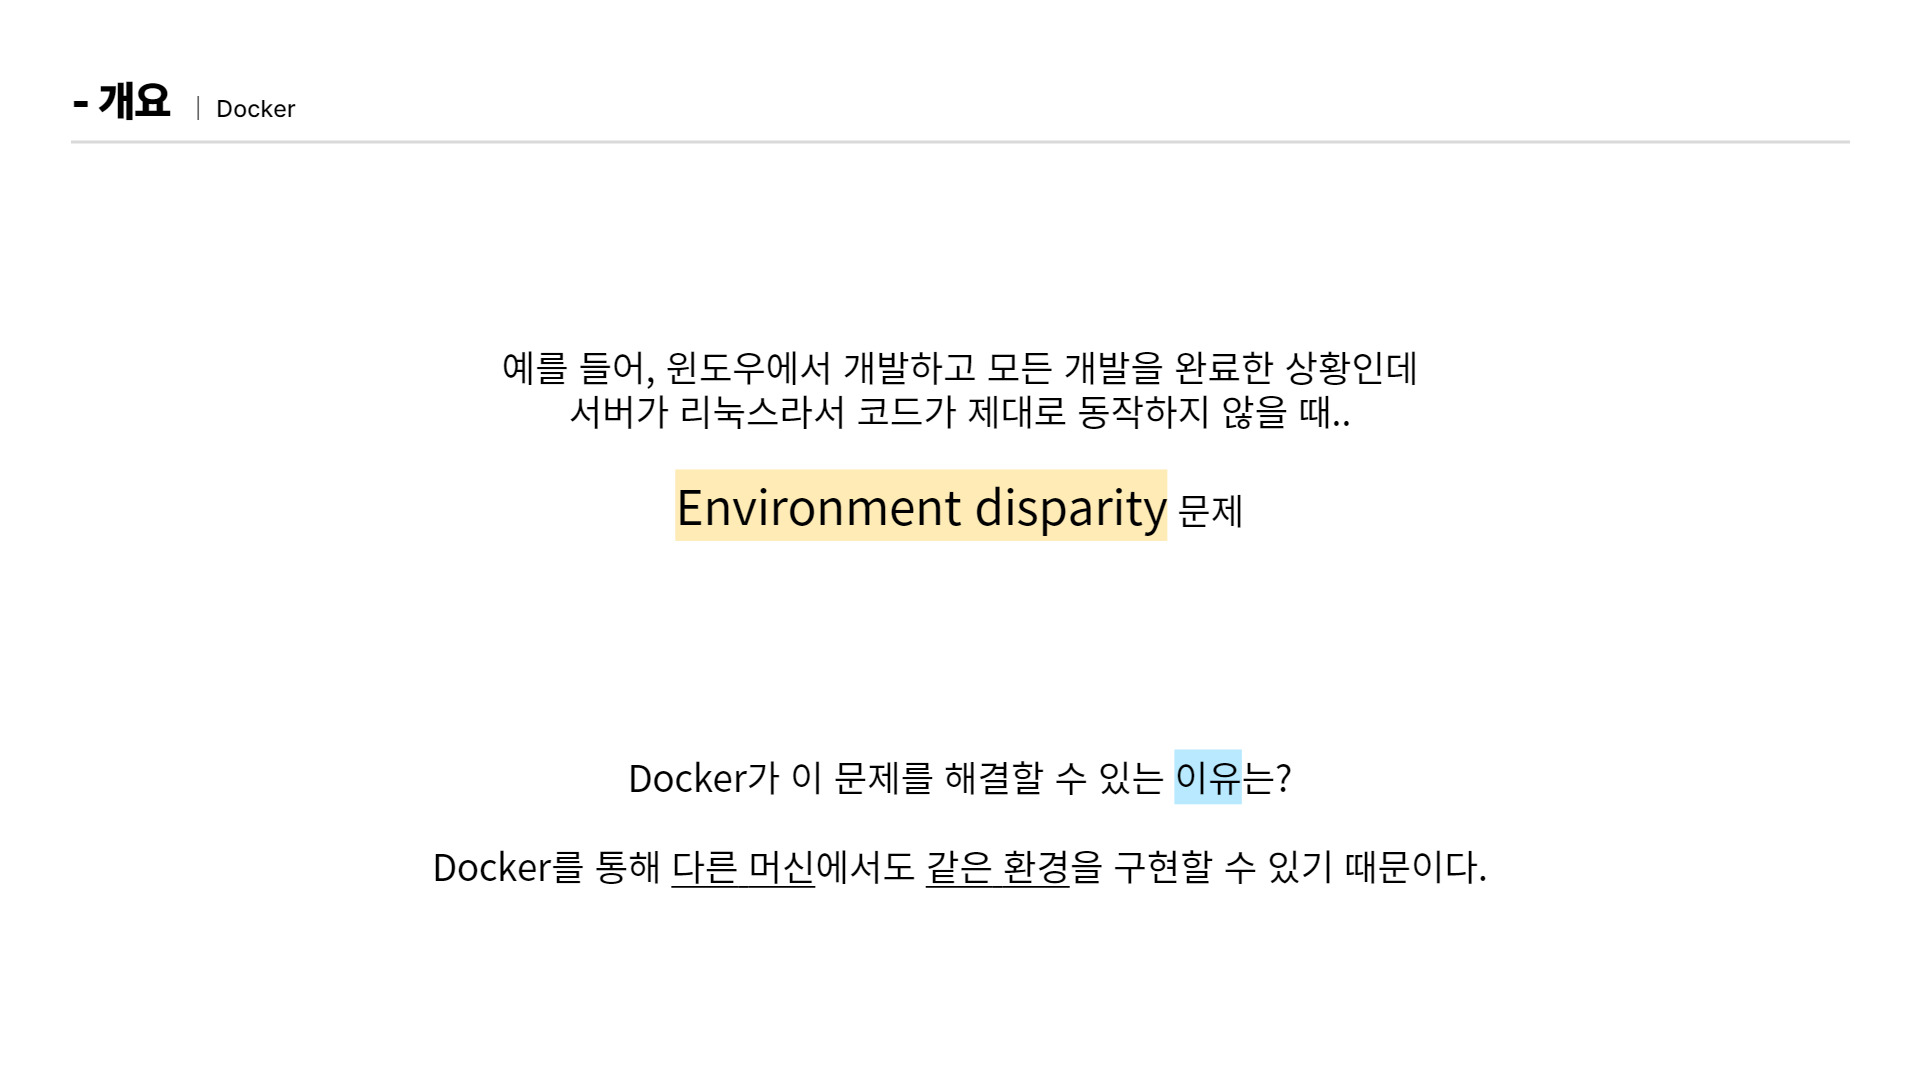 - 개요 | Docker
예를 들어, 윈도우에서 개발하고 모든 개발을 완료한 상황인데
서버가 리눅스라서 코드가 제대로 동작하지 않을 때..
Environment disparity 문제
Docker가 이 문제를 해결할 수 있는 이유는?
Docker를 통해 다른 머신에서도 같은 환경을 구현할 수 있기 때문이다.